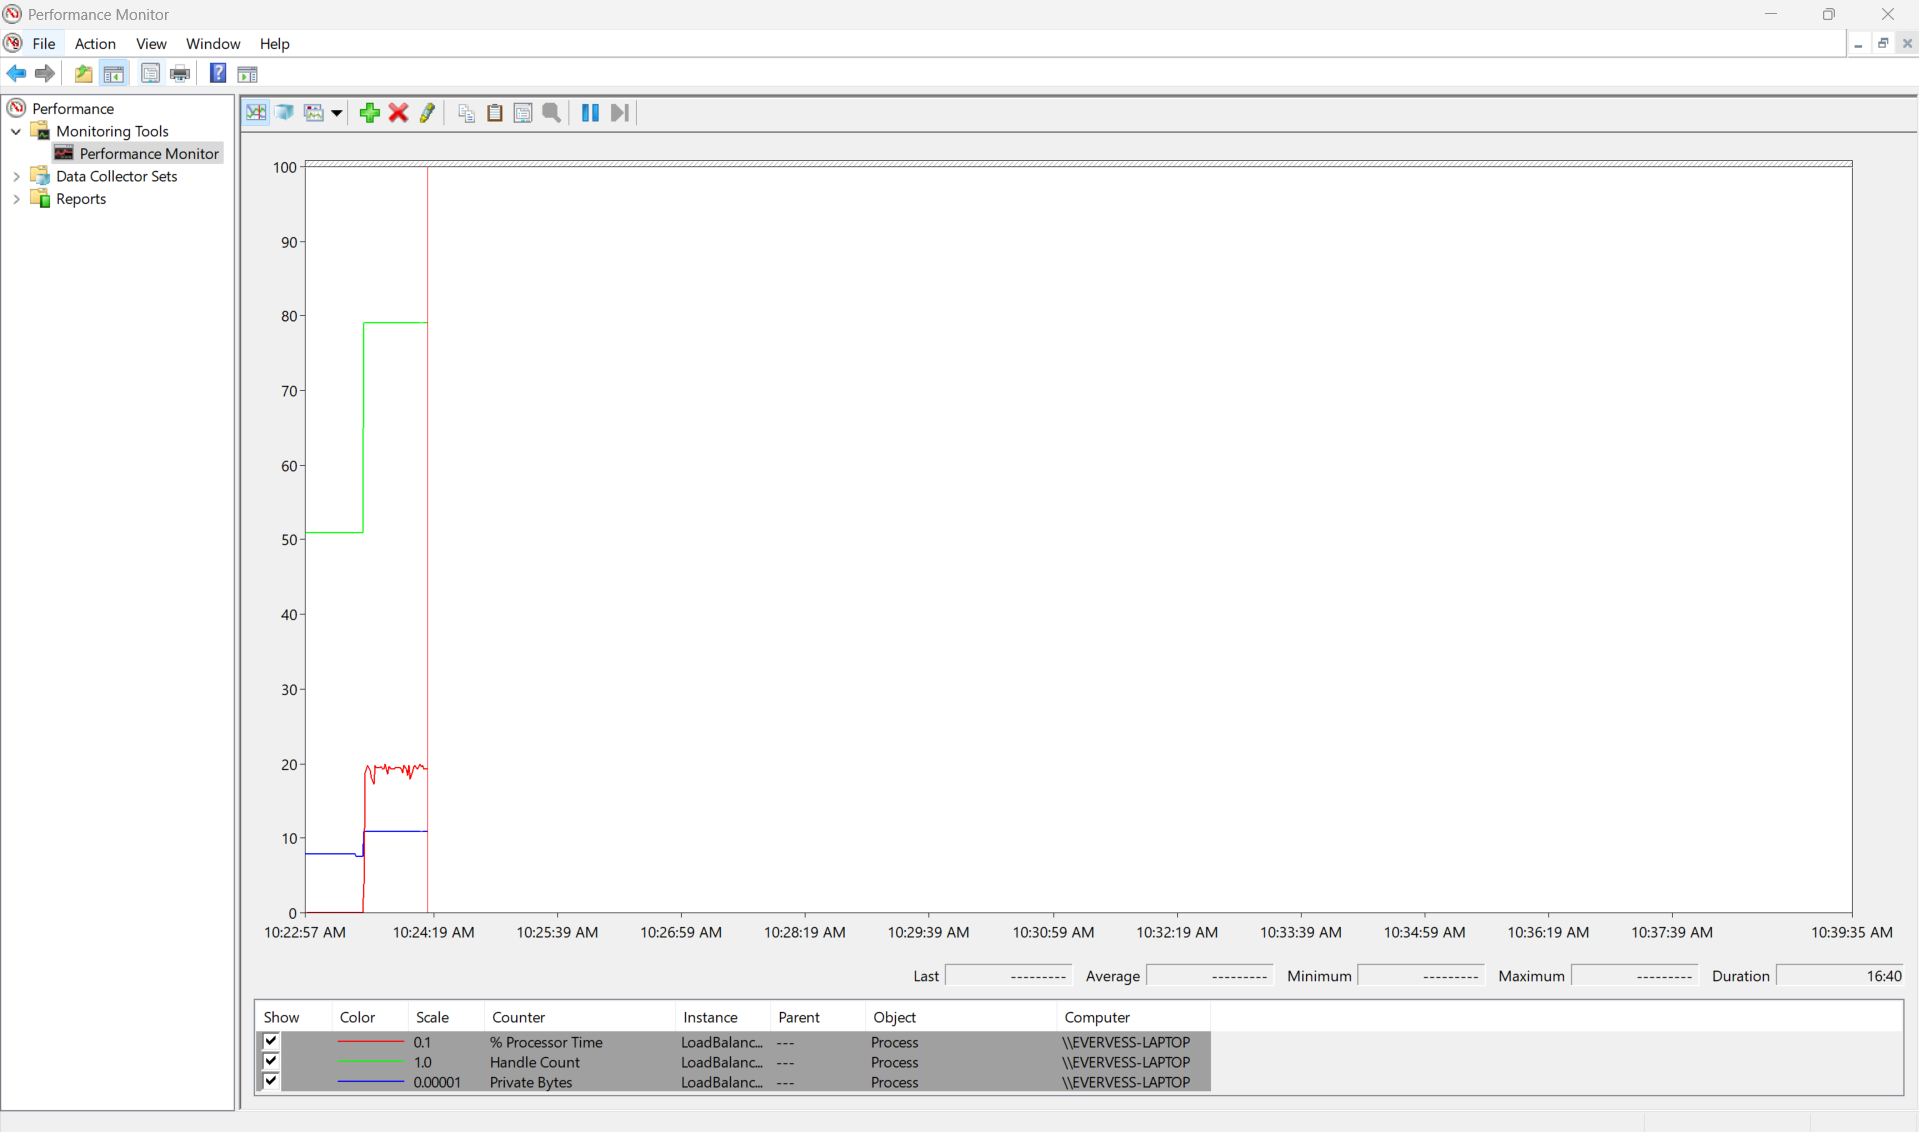 Performance Monitor
File Action View Window Help
Performance
Monitoring Tools
Performance Monitor
Data Collector Sets
Reports
100
90
80
70
60
50
40
30
20
10
0
10:22:57 AM 10:24:19 AM 10:25:39 AM 10:26:59 AM 10:28:19 AM 10:29:39 AM 10:30:59 AM 10:32:19 AM 10:33:39 AM 10:34:59 AM 10:36:19 AM 10:37:39 AM 10:39:35 AM
Last --------- Average --------- Minimum --------- Maximum --------- Duration 16:40
Show Color Scale Counter Instance Parent Object Computer
0.1 % Processor Time LoadBalanc... --- Process \\EVERVESS-LAPTOP
1.0 Handle Count LoadBalanc... --- Process \\EVERVESS-LAPTOP
0.00001 Private Bytes LoadBalanc... --- Process \\EVERVESS-LAPTOP